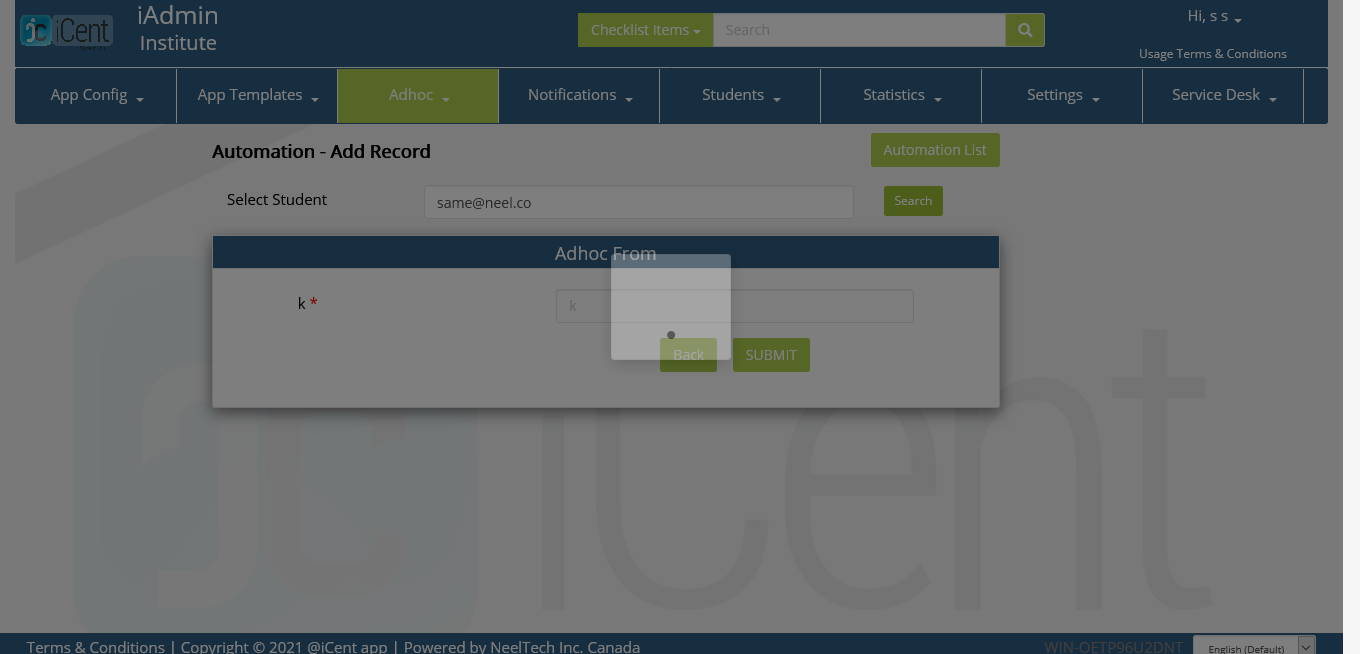 iCent
iAdmin
Institute
Checklist Items
Search
Hi, s s
Usage Terms & Conditions
App Config
App Templates
Adhoc
Notifications
Students
Statistics
Settings
Service Desk
Automation - Add Record
Automation List
Select Student
same@neel.co
Search
Adhoc From
k *
k
Back
SUBMIT
iCent
Terms & Conditions | Copyright © 2021 @iCent app | Powered by NeelTech Inc. Canada
WIN-OETP96U2DNT
English (Default)